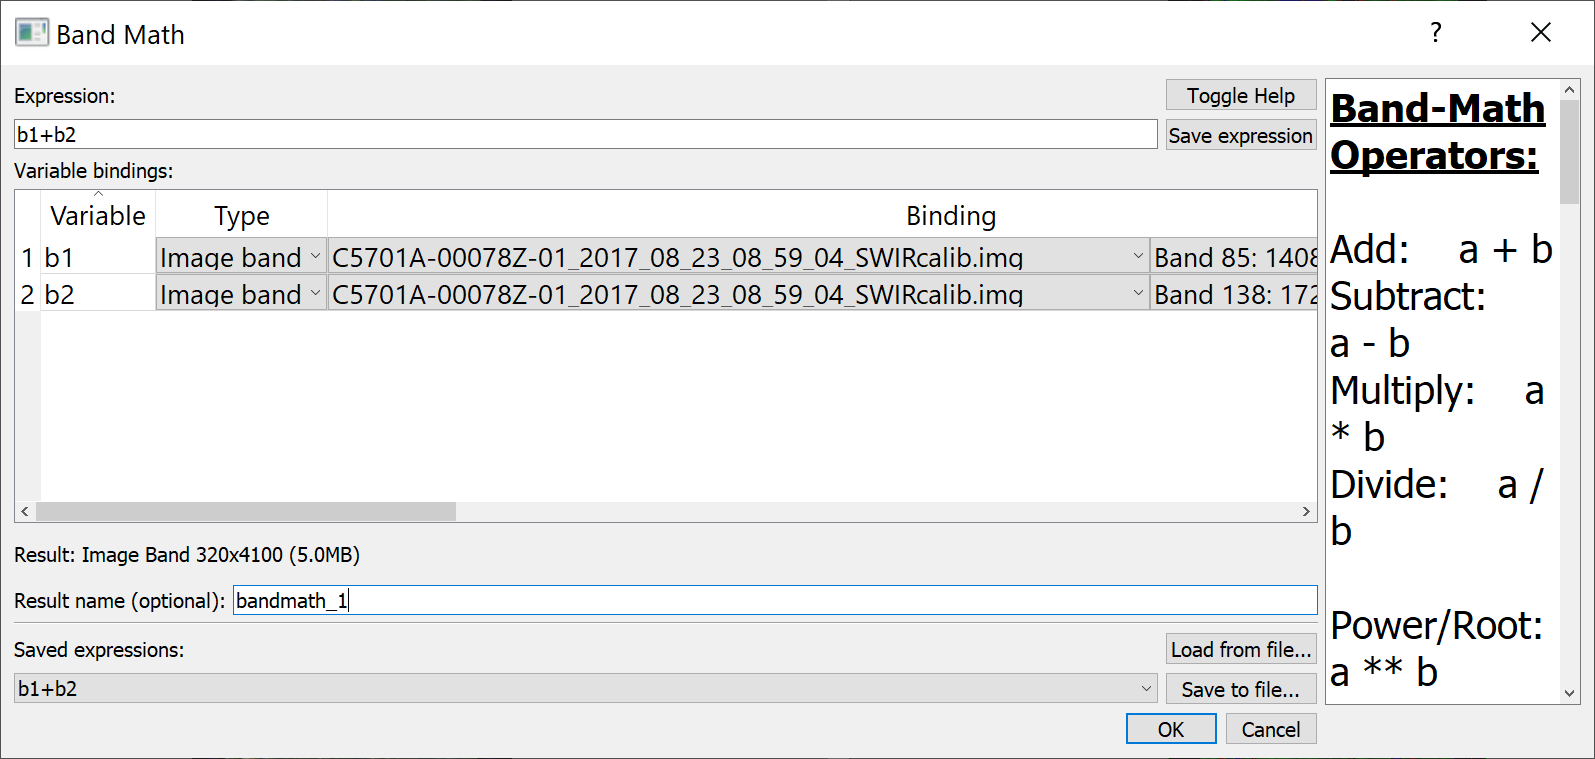 Band Math
?
Expression:
Toggle Help
b1+b2
Save expression
Variable bindings:
Variable Type Binding
1 b1 Image band C5701A-00078Z-01_2017_08_23_08_59_04_SWIRcalib.img Band 85: 1408
2 b2 Image band C5701A-00078Z-01_2017_08_23_08_59_04_SWIRcalib.img Band 138: 172
Result: Image Band 320x4100 (5.0MB)
Result name (optional): bandmath_1
Saved expressions:
Load from file...
b1+b2
Save to file...
OK Cancel
Band-Math
Operators:
Add: a + b
Subtract:
a - b
Multiply: a
* b
Divide: a /
b
Power/Root:
a ** b